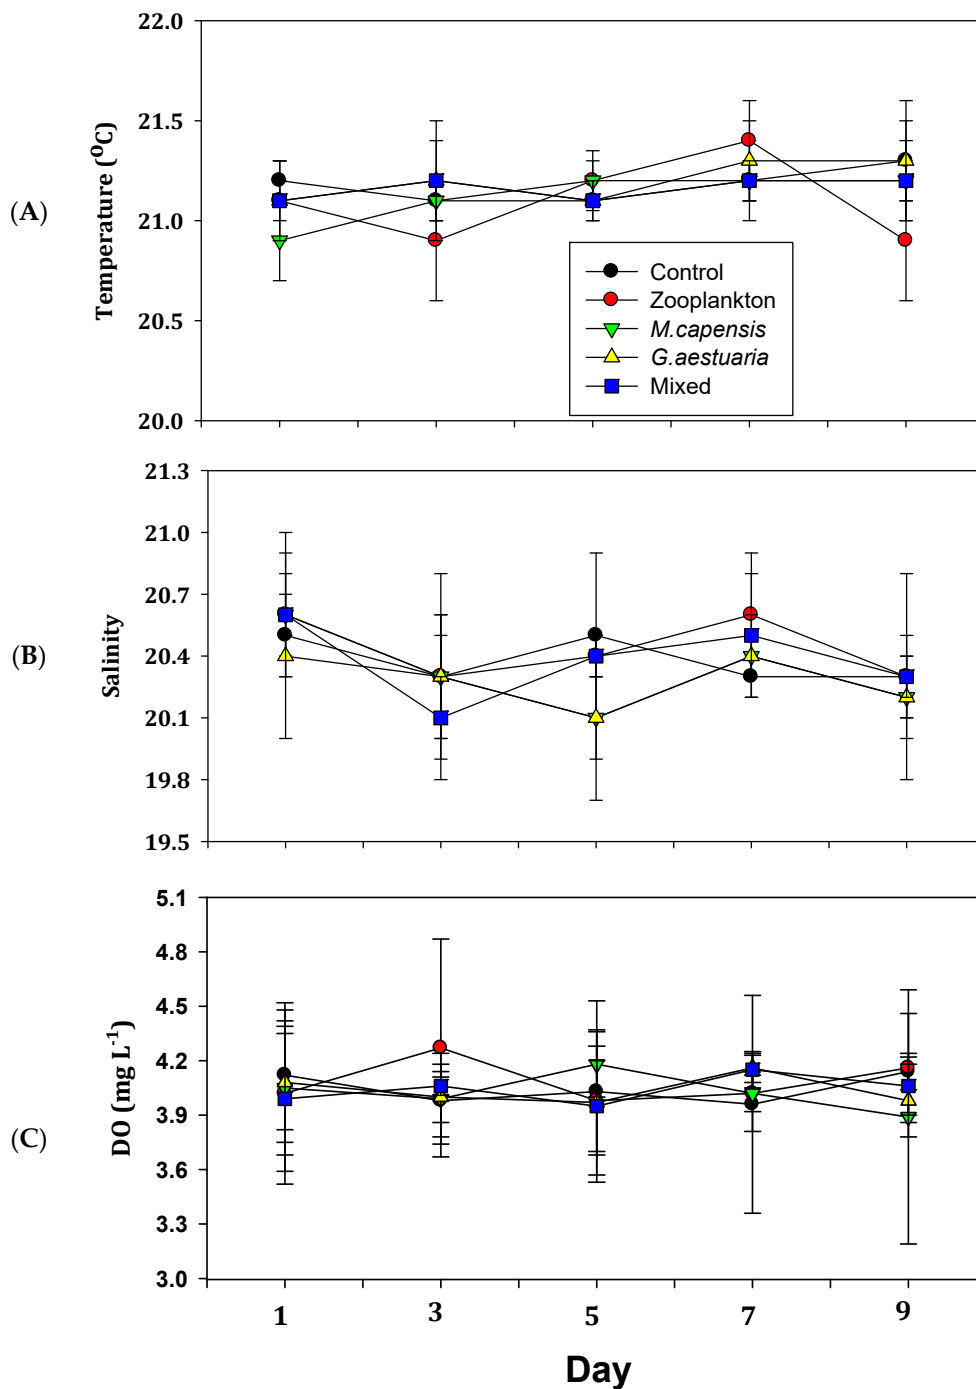 (A)
Temperature (⁰C)
22.0
21.5
21.0
20.5
20.0
Control
Zooplankton
M.capensis
G.aestuaria
Mixed
(B)
Salinity
21.3
21.0
20.7
20.4
20.1
19.8
19.5
(C)
DO (mg L⁻¹)
5.1
4.8
4.5
4.2
3.9
3.6
3.3
3.0
1 3 5 7 9
Day